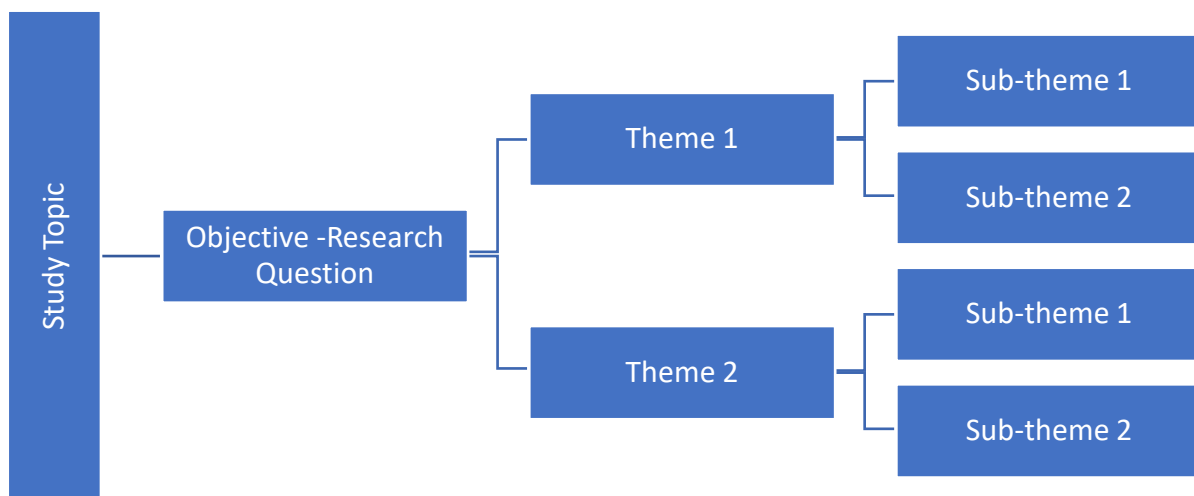 Study Topic
Objective -Research
Question
Theme 1
Sub-theme 1
Sub-theme 2
Theme 2
Sub-theme 1
Sub-theme 2